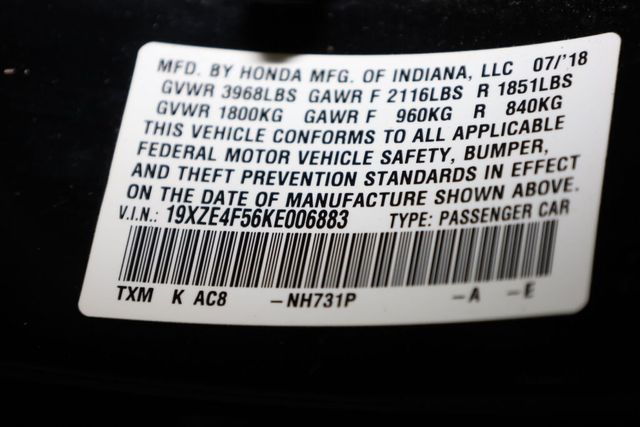 MFD. BY HONDA MFG. OF INDIANA, LLC 07/'18
GVWR 3968LBS GAWR F 2116LBS R 1851LBS
GVWR 1800KG GAWR F 960KG R 840KG
THIS VEHICLE CONFORMS TO ALL APPLICABLE
FEDERAL MOTOR VEHICLE SAFETY, BUMPER,
AND THEFT PREVENTION STANDARDS IN EFFECT
ON THE DATE OF MANUFACTURE SHOWN ABOVE.
V.I.N.: 19XZE4F56KE006883 TYPE: PASSENGER CAR
TXM K AC8 -NH731P -A -E